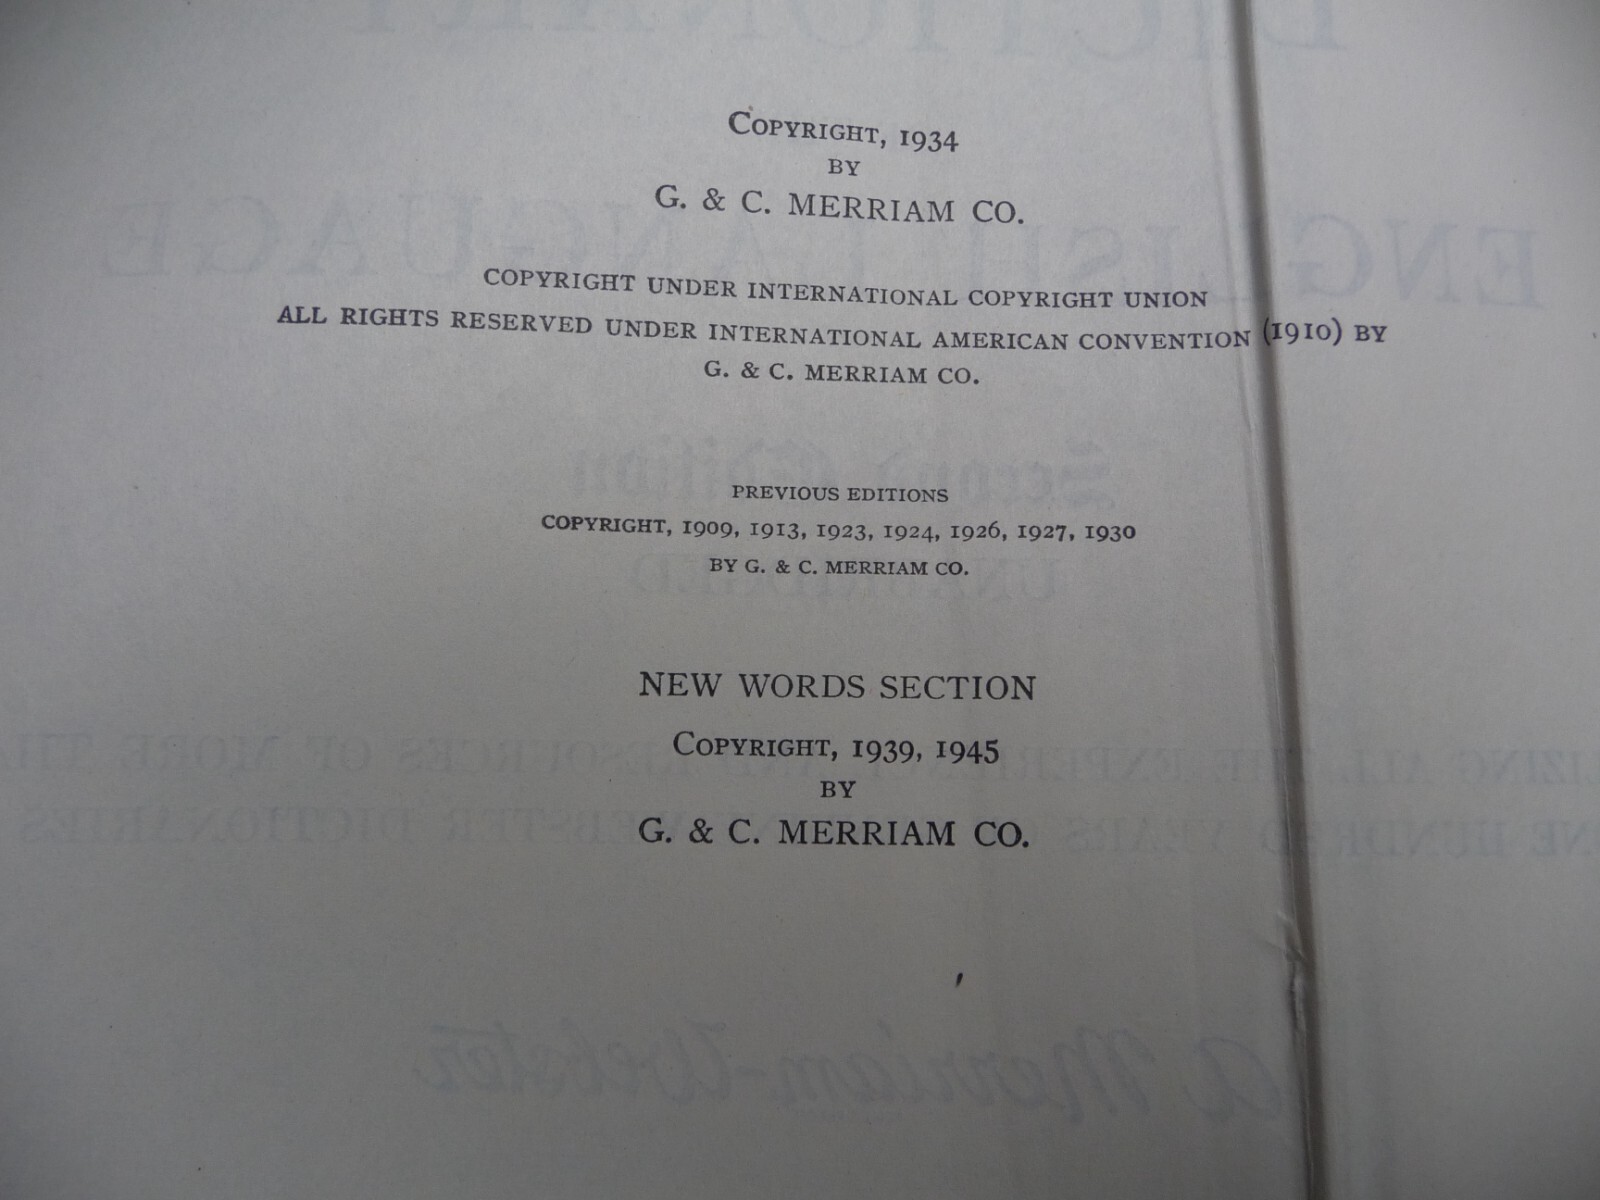 COPYRIGHT, 1934
BY
G. & C. MERRIAM CO.
COPYRIGHT UNDER INTERNATIONAL COPYRIGHT UNION
ALL RIGHTS RESERVED UNDER INTERNATIONAL AMERICAN CONVENTION (1910) BY
G. & C. MERRIAM CO.
PREVIOUS EDITIONS
COPYRIGHT, 1909, 1913, 1923, 1924, 1926, 1927, 1930
BY G. & C. MERRIAM CO.
NEW WORDS SECTION
COPYRIGHT, 1939, 1945
BY
G. & C. MERRIAM CO.